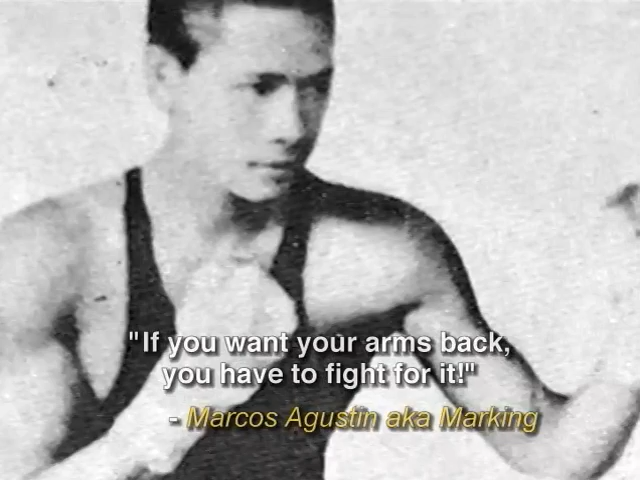 "If you want your arms back,
you have to fight for it!"
- Marcos Agustin aka Marking